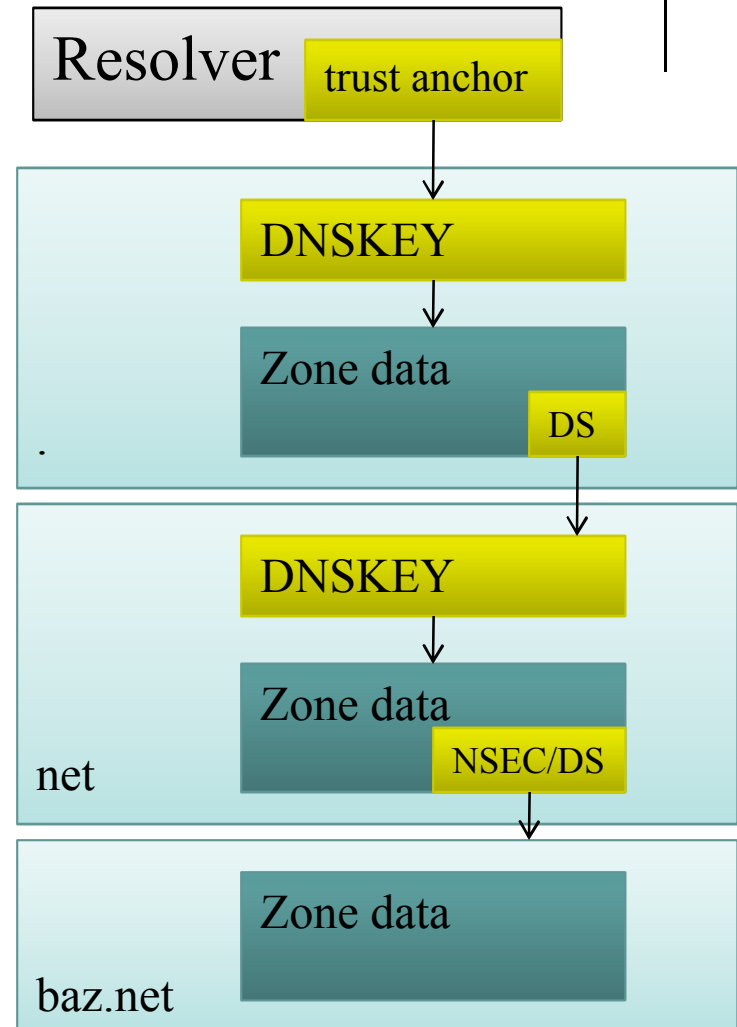 Resolver
trust anchor
DNSKEY
Zone data
DS
.
DNSKEY
Zone data
NSEC/DS
net
Zone data
baz.net